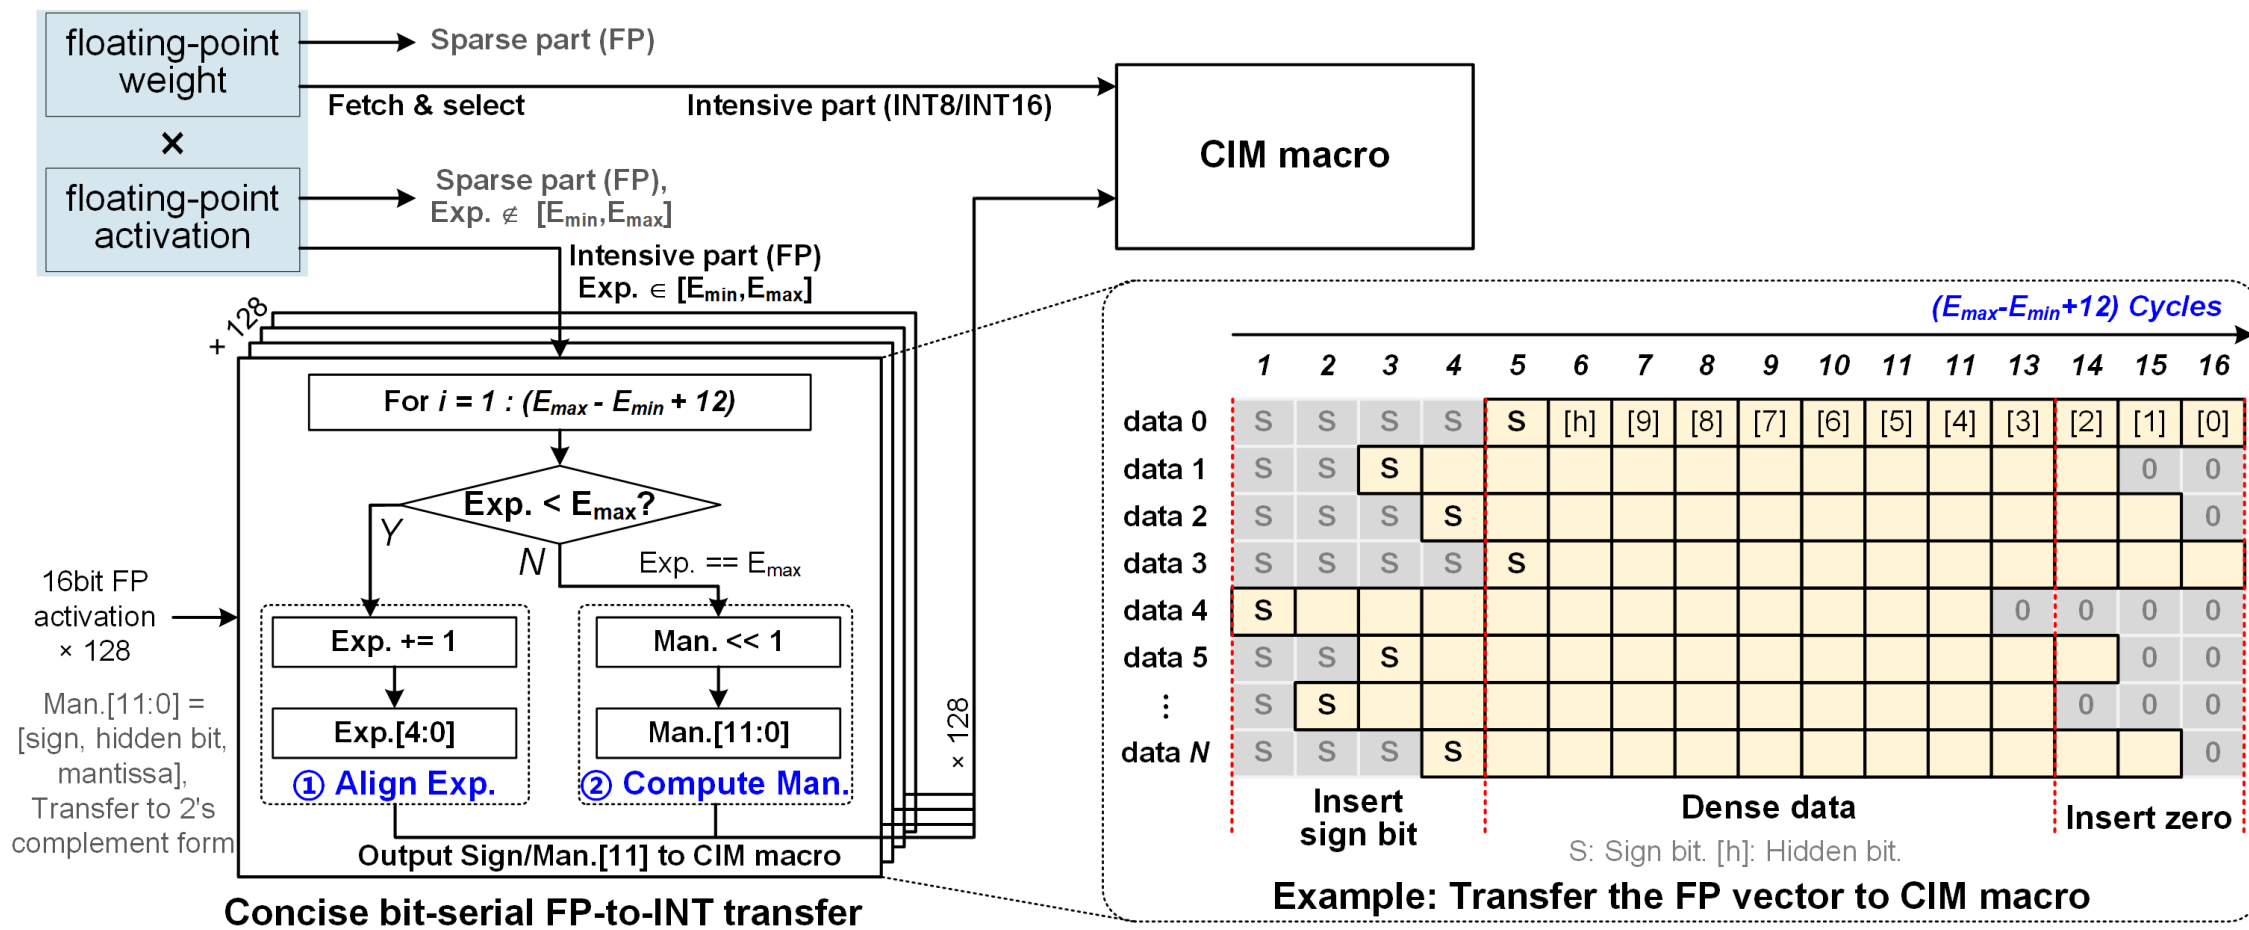 floating-point
weight
×
floating-point
activation
Sparse part (FP)
Fetch & select
Intensive part (INT8/INT16)
CIM macro
Sparse part (FP),
Exp. ∉ [Emin,Emax]
Intensive part (FP)
Exp. ∈ [Emin,Emax]
+ 128
For i = 1 : (Emax - Emin + 12)
Exp. < Emax?
Y
N
Exp. == Emax
16bit FP
activation
× 128
Man.[11:0] =
[sign, hidden bit,
mantissa],
Transfer to 2's
complement form
Exp. += 1
Exp.[4:0]
① Align Exp.
Man. << 1
Man.[11:0]
② Compute Man.
Output Sign/Man.[11] to CIM macro
× 128
Concise bit-serial FP-to-INT transfer
(Emax-Emin+12) Cycles
1 2 3 4 5 6 7 8 9 10 11 11 13 14 15 16
data 0 S S S S S [h] [9] [8] [7] [6] [5] [4] [3] [2] [1] [0]
data 1 S S S 0 0
data 2 S S S S 0
data 3 S S S S S
data 4 S 0 0 0 0
data 5 S S S 0 0
⋮ S S 0 0 0
data N S S S S 0
Insert
sign bit
Dense data
Insert zero
S: Sign bit. [h]: Hidden bit.
Example: Transfer the FP vector to CIM macro